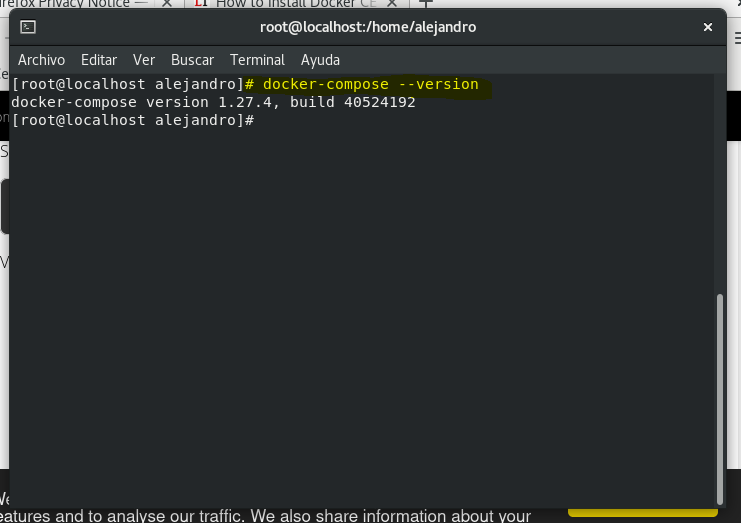 refox Privacy Notice —
How to Install Docker CE
root@localhost:/home/alejandro
Archivo Editar Ver Buscar Terminal Ayuda
[root@localhost alejandro]# docker-compose --version
docker-compose version 1.27.4, build 40524192
[root@localhost alejandro]#
We
eatures and to analyse our traffic. We also share information about your